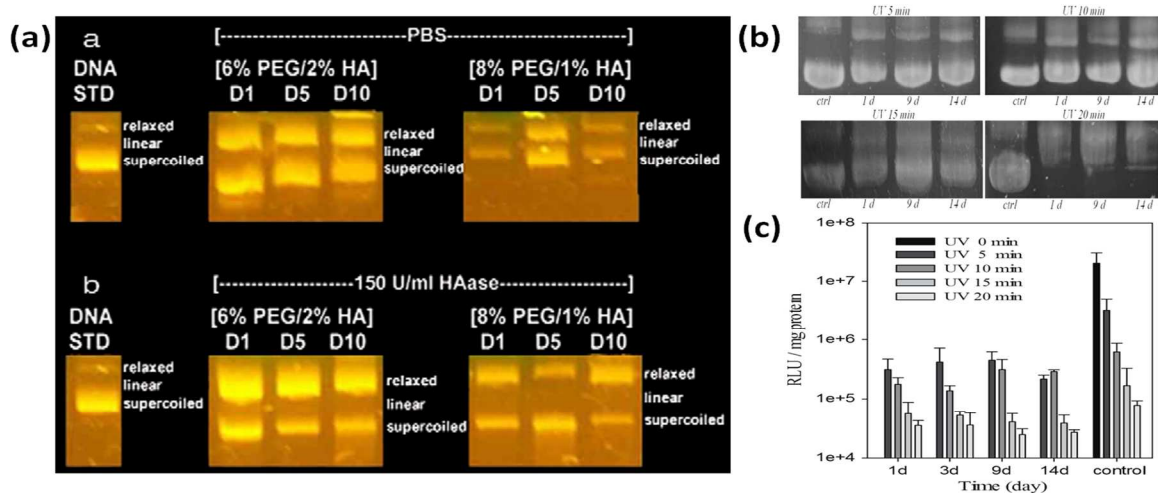 (a)
a
[----------------------------PBS--------------------------]
DNA
STD
[6% PEG/2% HA]
[8% PEG/1% HA]
D1 D5 D10
D1 D5 D10
relaxed
linear
supercoiled
relaxed
linear
supercoiled
relaxed
linear
supercoiled
b
[------------------150 U/ml HAase-----------------]
DNA
STD
[6% PEG/2% HA]
[8% PEG/1% HA]
D1 D5 D10
D1 D5 D10
relaxed
linear
supercoiled
relaxed
linear
supercoiled
relaxed
linear
supercoiled
(b)
UV 5 min
UV 10 min
ctrl 1 d 9 d 14 d
ctrl 1 d 9 d 14 d
UV 15 min
UV 20 min
ctrl 1 d 9 d 14 d
ctrl 1 d 9 d 14 d
(c)
1e+8
1e+7
1e+6
1e+5
1e+4
RLU / mg protein
UV 0 min
UV 5 min
UV 10 min
UV 15 min
UV 20 min
1d 3d 9d 14d control
Time (day)